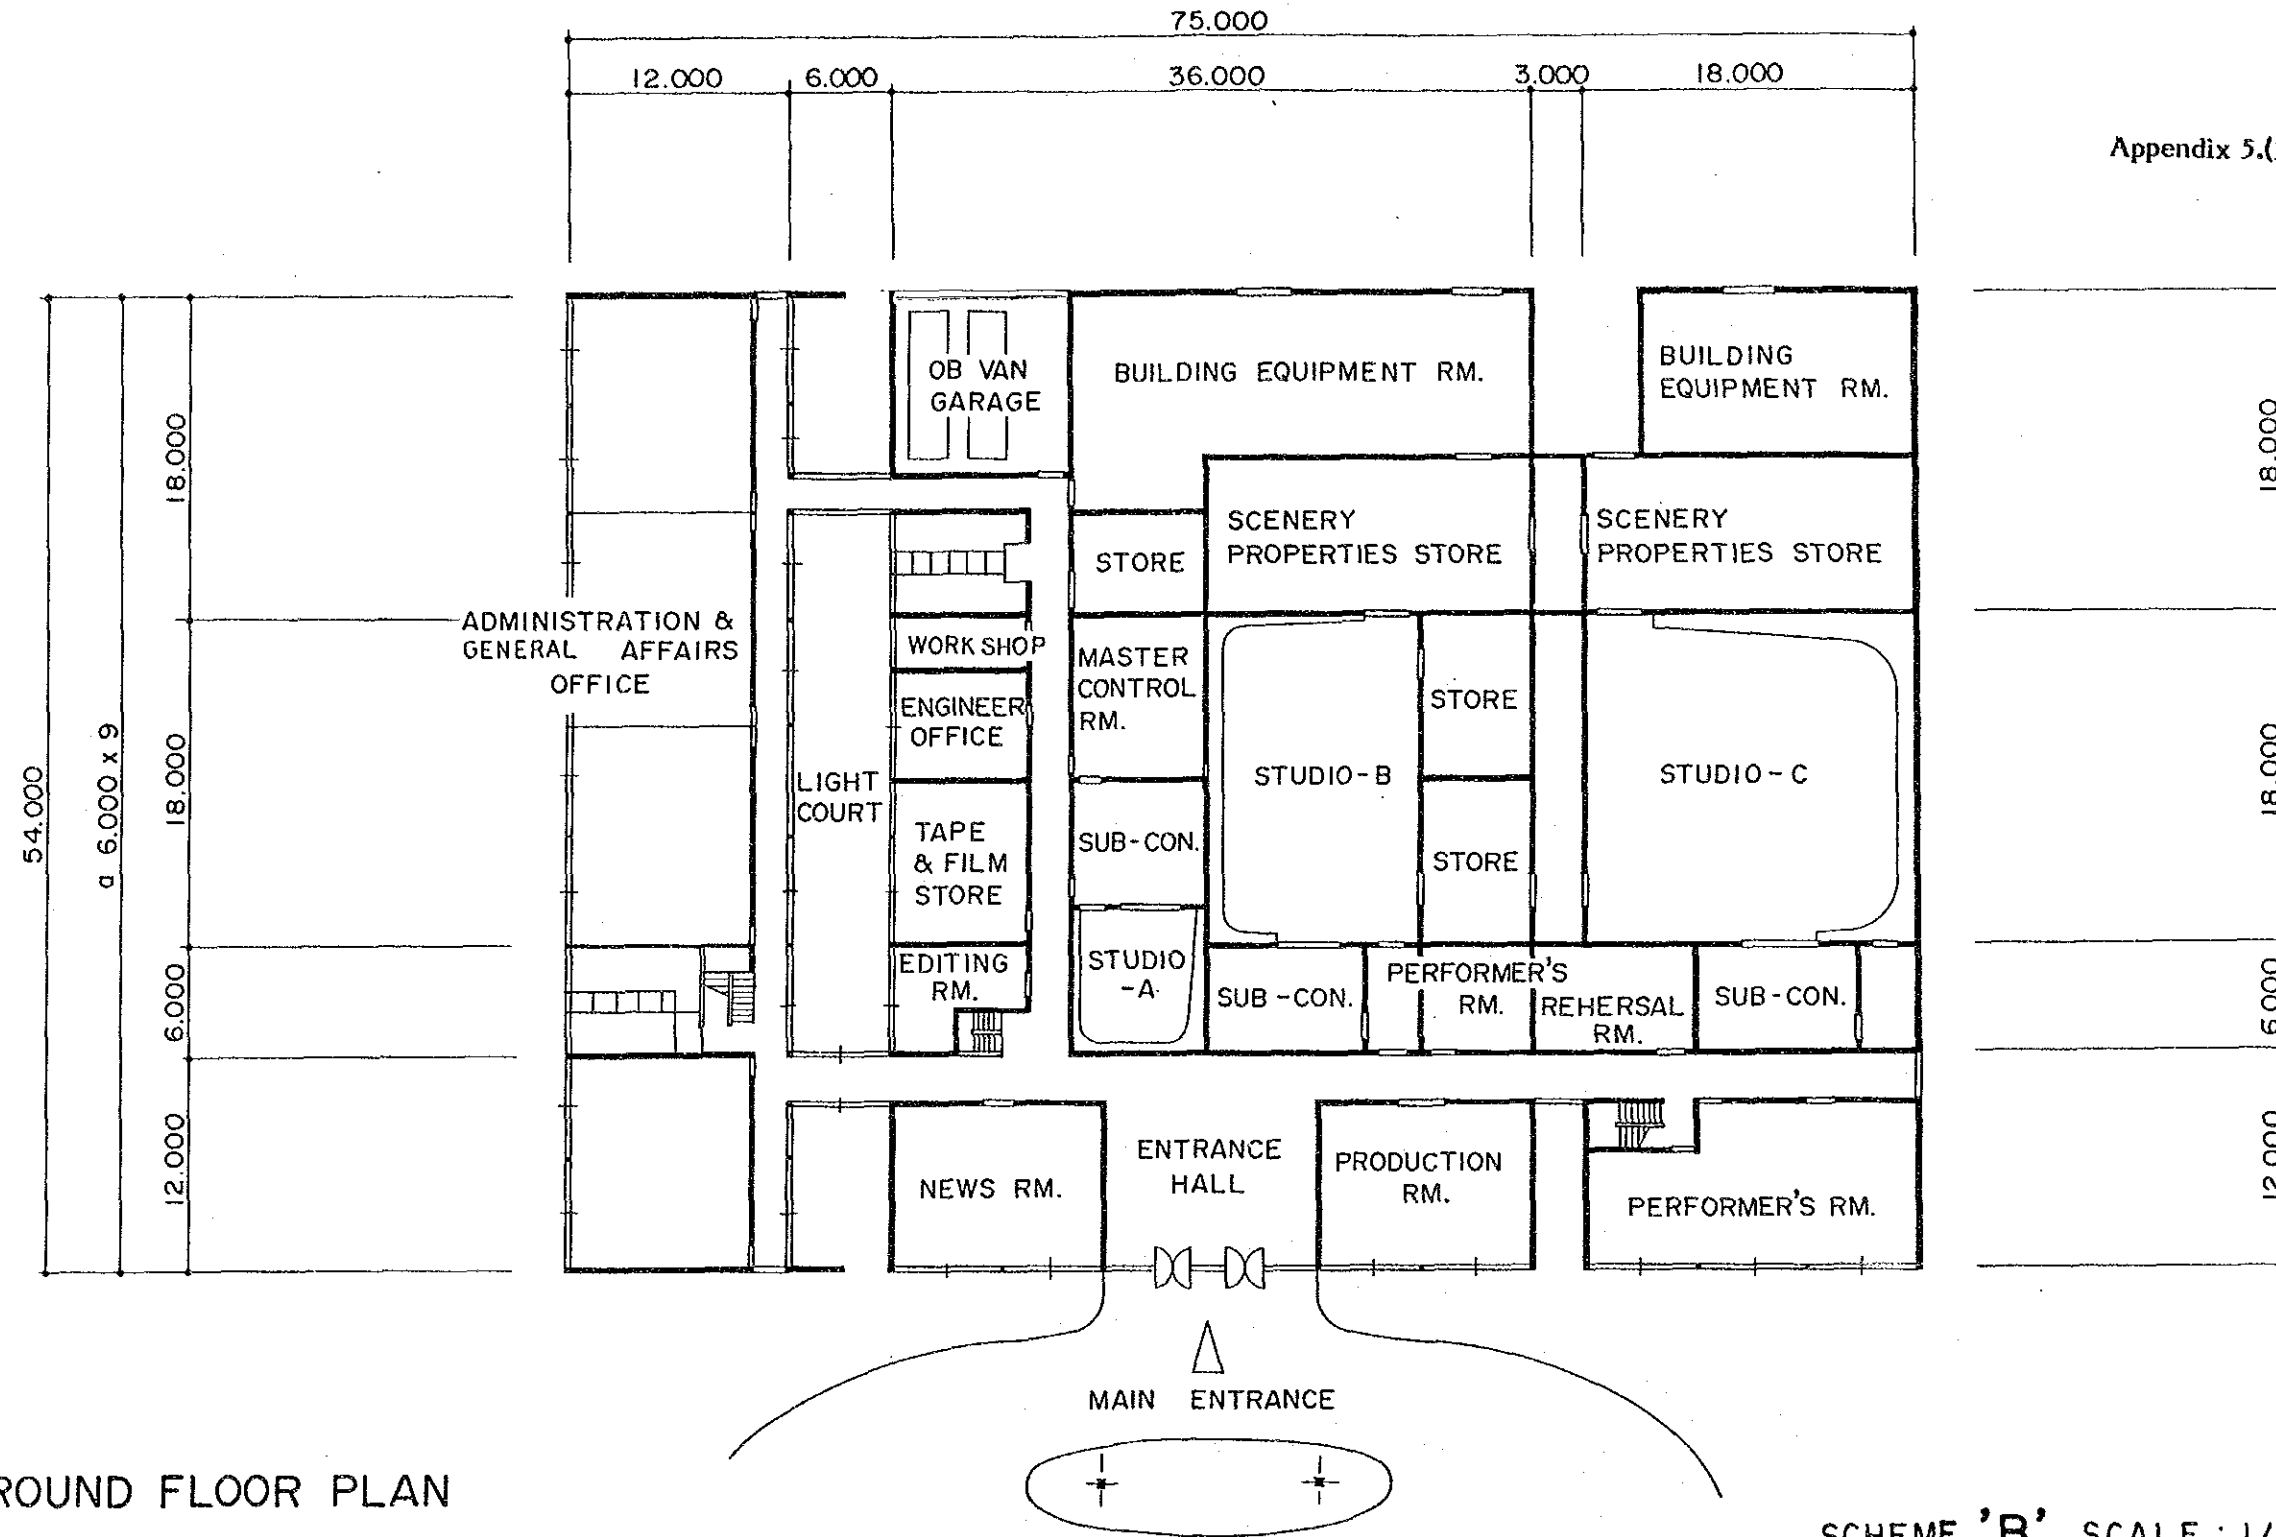 75.000
12.000 6.000 36.000 3.000 18.000
Appendix 5.(
OB VAN
GARAGE
BUILDING EQUIPMENT RM.
BUILDING
EQUIPMENT RM.
18.000
18.000
SCENERY
PROPERTIES STORE
SCENERY
PROPERTIES STORE
STORE
ADMINISTRATION &
GENERAL AFFAIRS
OFFICE
WORK SHOP
MASTER
CONTROL
RM.
ENGINEER
OFFICE
STORE
54.000
a 6.000 x 9
18.000
LIGHT
COURT
STUDIO-B
STUDIO-C
18.000
TAPE
& FILM
STORE
SUB-CON.
STORE
EDITING
RM.
STUDIO
-A
SUB-CON.
PERFORMER'S
RM.
REHERSAL
RM.
SUB-CON.
6.000
6.000
12.000
NEWS RM.
ENTRANCE
HALL
PRODUCTION
RM.
PERFORMER'S RM.
12.000
MAIN ENTRANCE
ROUND FLOOR PLAN
SCHEME 'B' SCALE: 1/